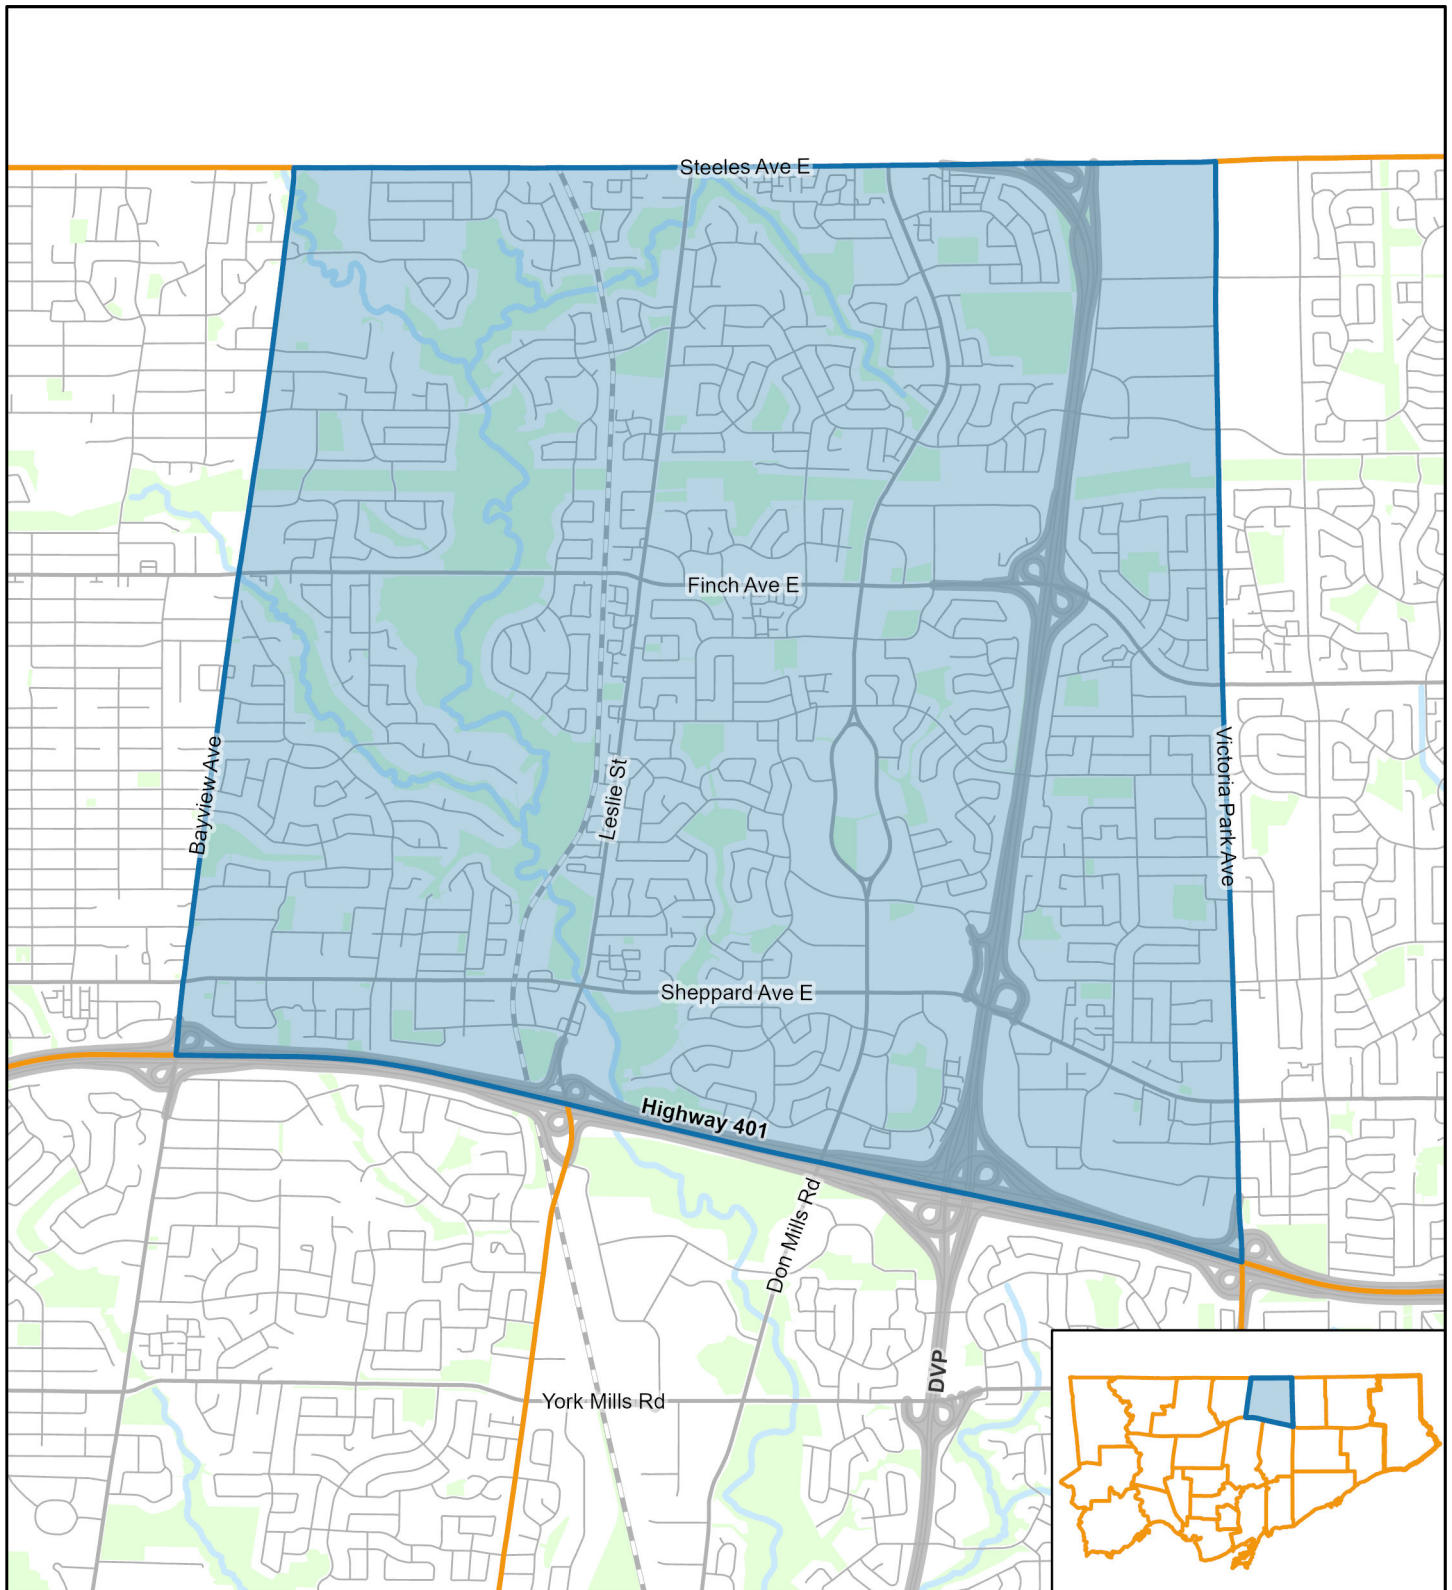 Steeles Ave E
Finch Ave E
Bayview Ave
Leslie St
Victoria Park Ave
Sheppard Ave E
Highway 401
Don Mills Rd
DVP
York Mills Rd